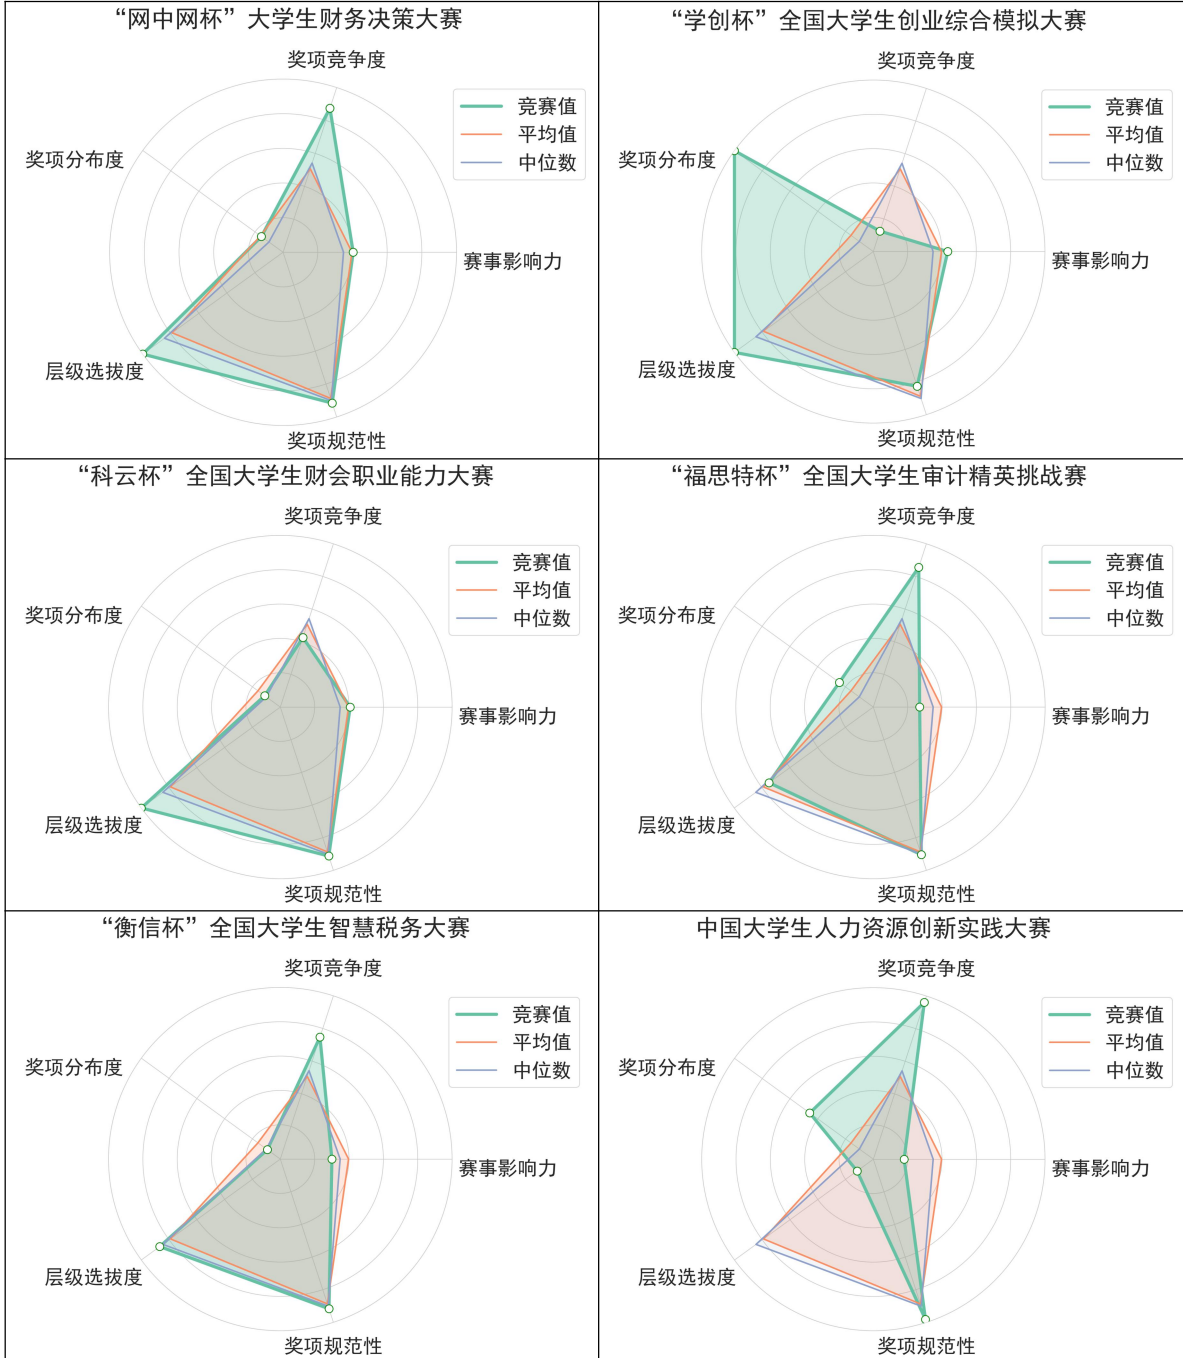 “网中网杯”大学生财务决策大赛
奖项竞争度
竞赛值
平均值
中位数
奖项分布度
赛事影响力
层级选拔度
奖项规范性
“学创杯”全国大学生创业综合模拟大赛
奖项竞争度
竞赛值
平均值
中位数
奖项分布度
赛事影响力
层级选拔度
奖项规范性
“科云杯”全国大学生财会职业能力大赛
奖项竞争度
竞赛值
平均值
中位数
奖项分布度
赛事影响力
层级选拔度
奖项规范性
“福思特杯”全国大学生审计精英挑战赛
奖项竞争度
竞赛值
平均值
中位数
奖项分布度
赛事影响力
层级选拔度
奖项规范性
“衡信杯”全国大学生智慧税务大赛
奖项竞争度
竞赛值
平均值
中位数
奖项分布度
赛事影响力
层级选拔度
奖项规范性
中国大学生人力资源创新实践大赛
奖项竞争度
竞赛值
平均值
中位数
奖项分布度
赛事影响力
层级选拔度
奖项规范性